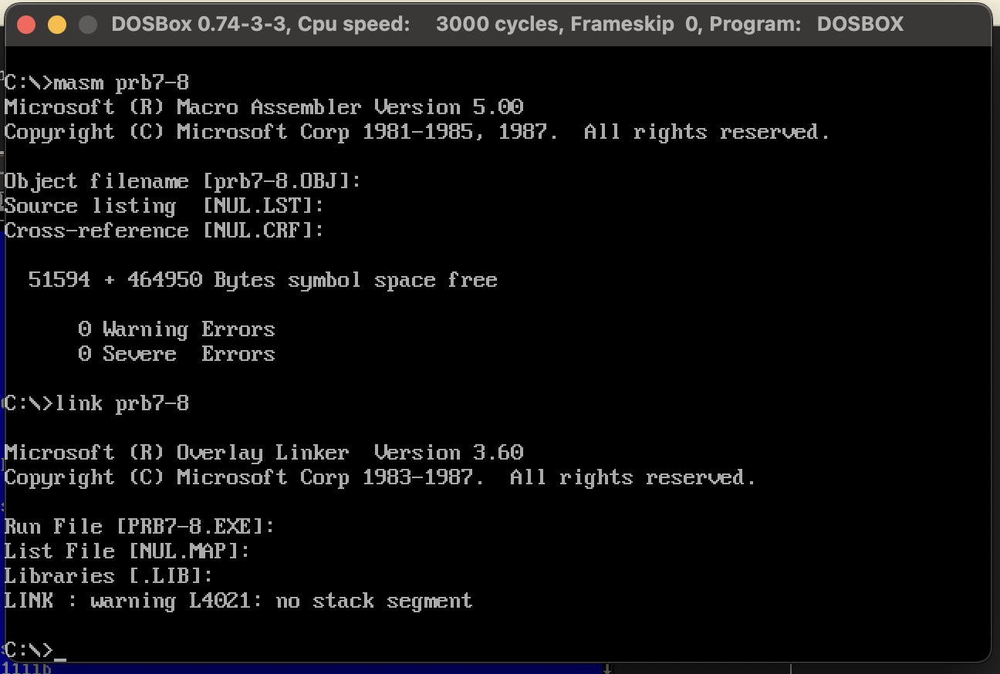 DOSBox 0.74-3-3, Cpu speed:    3000 cycles, Frameskip  0, Program:   DOSBOX
C:\>masm prb7-8
Microsoft (R) Macro Assembler Version 5.00
Copyright (C) Microsoft Corp 1981-1985, 1987.  All rights reserved.
Object filename [prb7-8.OBJ]:
Source listing  [NUL.LST]:
Cross-reference [NUL.CRF]:
  51594 + 464950 Bytes symbol space free
      0 Warning Errors
      0 Severe  Errors
C:\>link prb7-8
Microsoft (R) Overlay Linker  Version 3.60
Copyright (C) Microsoft Corp 1983-1987.  All rights reserved.
Run File [PRB7-8.EXE]:
List File [NUL.MAP]:
Libraries [.LIB]:
LINK : warning L4021: no stack segment
C:\>_